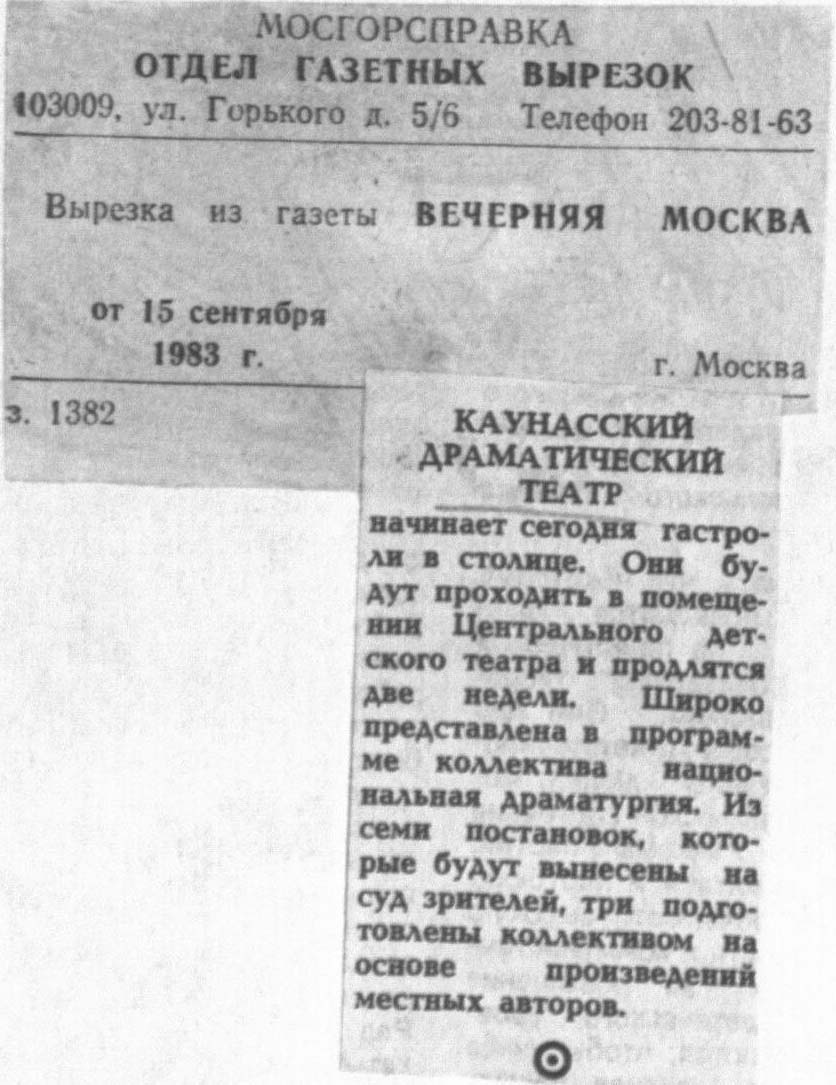 МОСГОРСПРАВКА
ОТДЕЛ ГАЗЕТНЫХ ВЫРЕЗОК
103009, ул. Горького д. 5/6 Телефон 203-81-63
Вырезка из газеты ВЕЧЕРНЯЯ МОСКВА
от 15 сентября
1983 г.
г. Москва
з. 1382
КАУНАССКИЙ
ДРАМАТИЧЕСКИЙ
ТЕАТР
начинает сегодня гастро-
ли в столице. Они бу-
дут проходить в помеще-
нии Центрального дет-
ского театра и продлятся
две недели. Широко
представлена в програм-
ме коллектива нацио-
нальная драматургия. Из
семи постановок, кото-
рые будут вынесены на
суд зрителей, три подго-
товлены коллективом на
основе произведений
местных авторов.